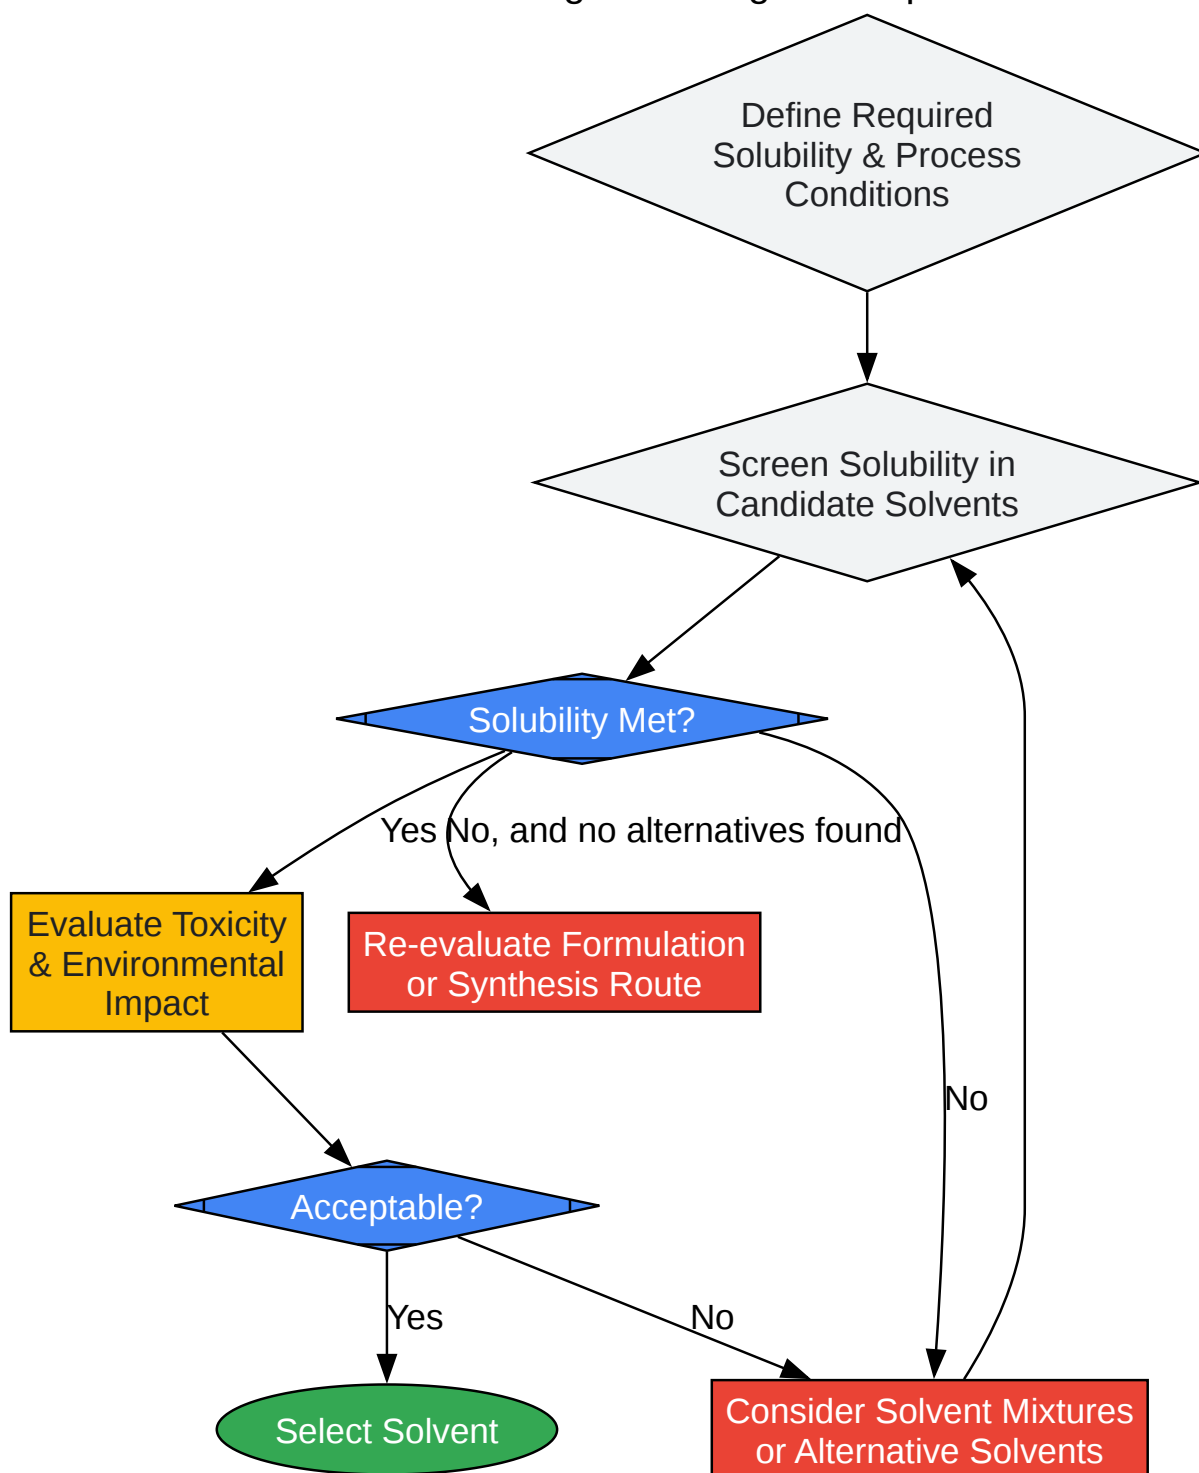 Define Required
Solubility & Process
Conditions
Screen Solubility in
Candidate Solvents
Solubility Met?
Yes
No, and no alternatives found
Evaluate Toxicity
& Environmental
Impact
Re-evaluate Formulation
or Synthesis Route
No
Acceptable?
Yes
No
Select Solvent
Consider Solvent Mixtures
or Alternative Solvents